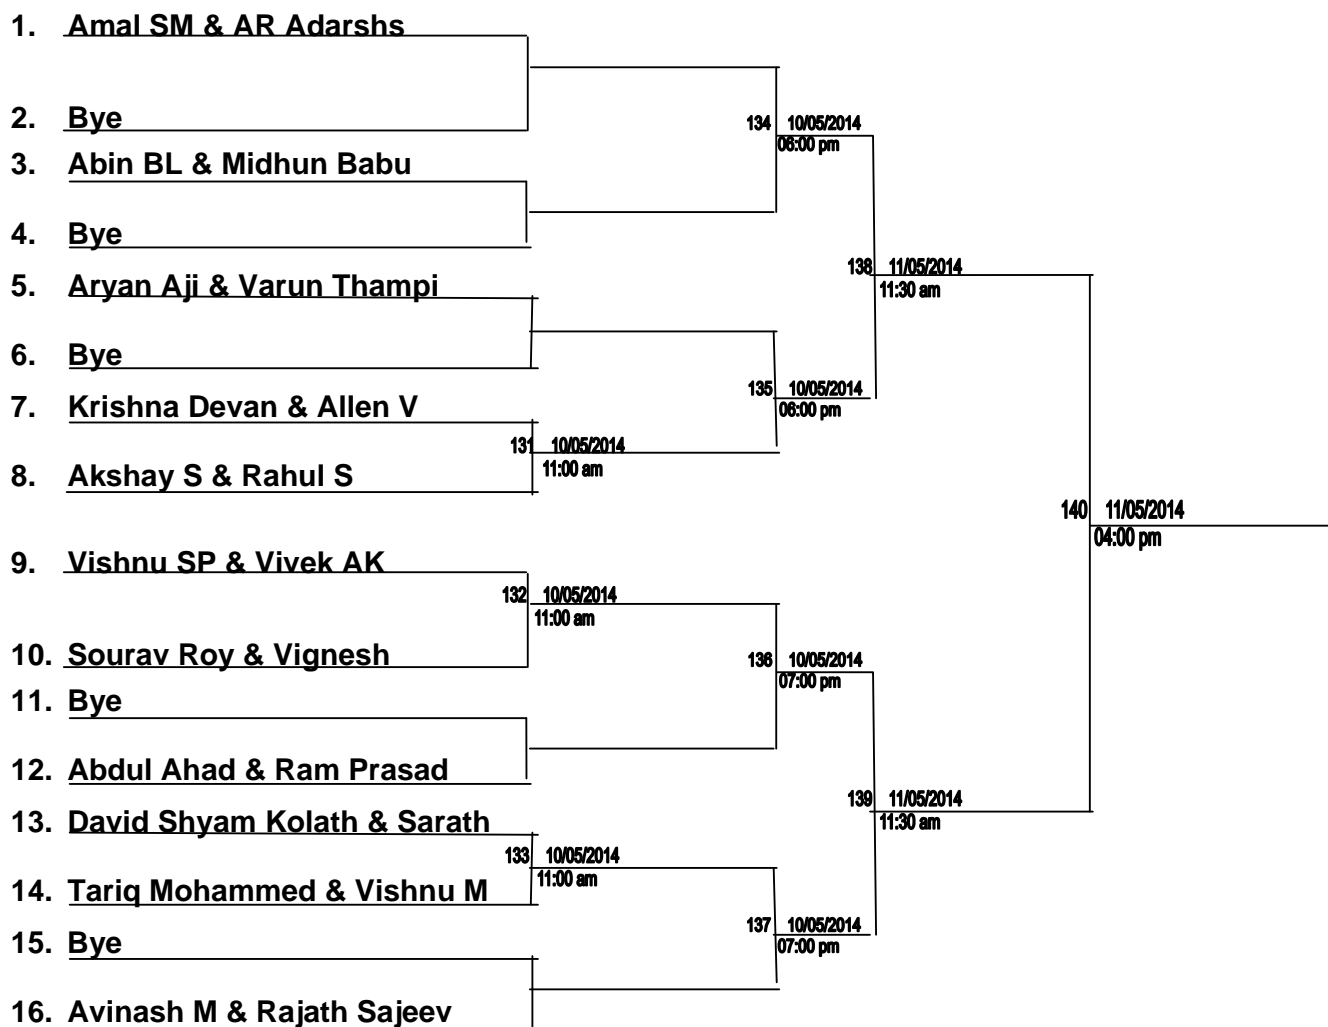 1. Amal SM & AR Adarshs
2. Bye
134 10/05/2014
06:00 pm
3. Abin BL & Midhun Babu
4. Bye
138 11/05/2014
11:30 am
5. Aryan Aji & Varun Thampi
6. Bye
135 10/05/2014
06:00 pm
7. Krishna Devan & Allen V
131 10/05/2014
11:00 am
8. Akshay S & Rahul S
140 11/05/2014
04:00 pm
9. Vishnu SP & Vivek AK
132 10/05/2014
11:00 am
10. Sourav Roy & Vignesh
136 10/05/2014
07:00 pm
11. Bye
12. Abdul Ahad & Ram Prasad
139 11/05/2014
11:30 am
13. David Shyam Kolath & Sarath
133 10/05/2014
11:00 am
14. Tariq Mohammed & Vishnu M
137 10/05/2014
07:00 pm
15. Bye
16. Avinash M & Rajath Sajeev